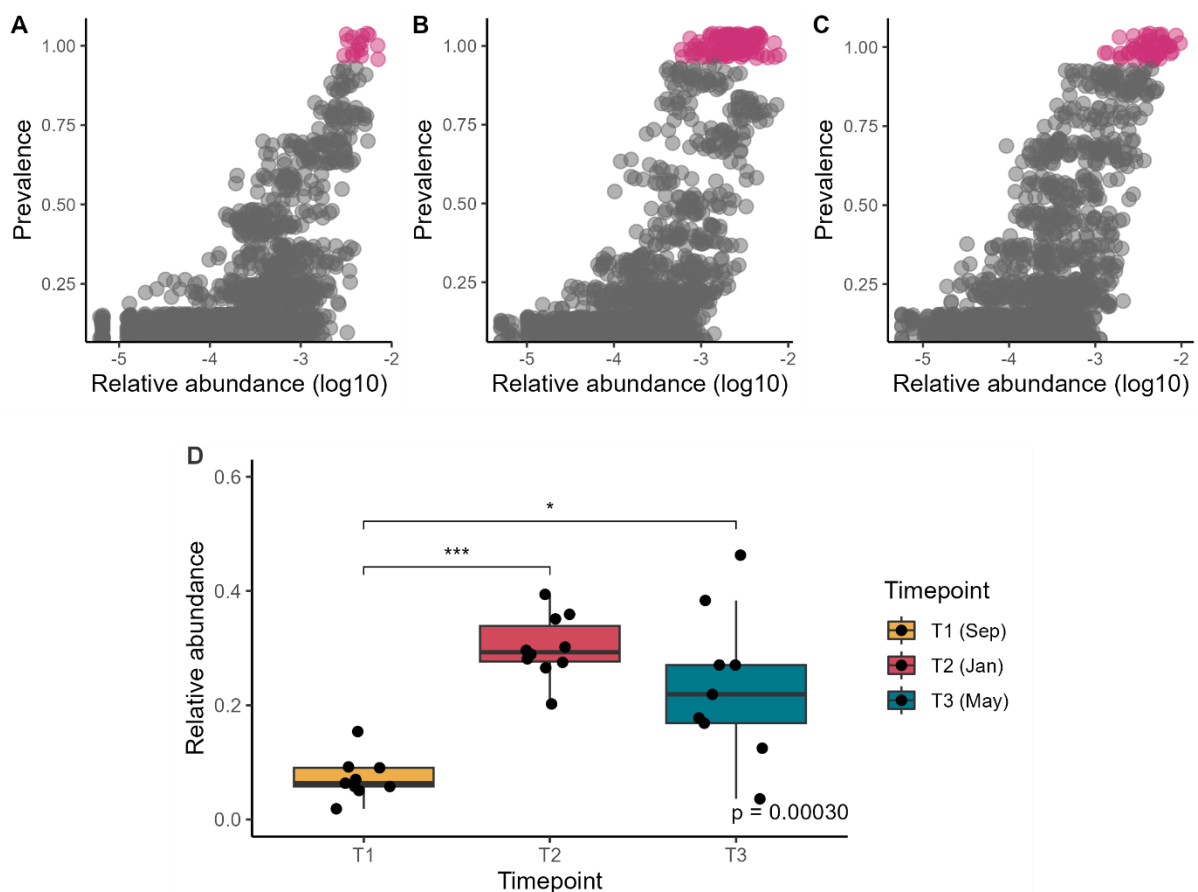 A
B
C
1.00
0.75
0.50
0.25
Prevalence
-5
-4
-3
-2
Relative abundance (log10)
1.00
0.75
0.50
0.25
Prevalence
-5
-4
-3
-2
Relative abundance (log10)
1.00
0.75
0.50
0.25
Prevalence
-5
-4
-3
-2
Relative abundance (log10)
D
0.6
0.4
0.2
0.0
Relative abundance
*
***
p = 0.00030
T1
T2
T3
Timepoint
Timepoint
T1 (Sep)
T2 (Jan)
T3 (May)